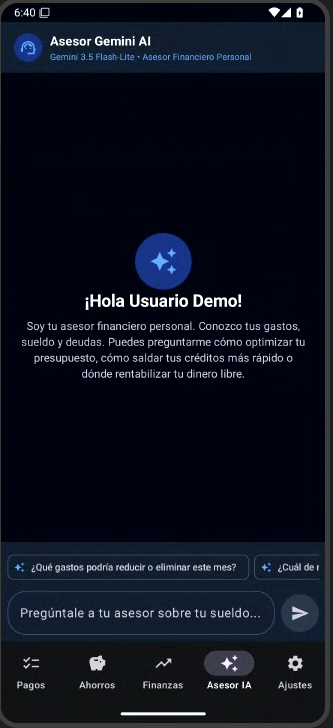 6:40
Asesor Gemini AI
Gemini 3.5 Flash-Lite • Asesor Financiero Personal
¡Hola Usuario Demo!
Soy tu asesor financiero personal. Conozco tus gastos,
sueldo y deudas. Puedes preguntarme cómo optimizar tu
presupuesto, cómo saldar tus créditos más rápido o
dónde rentabilizar tu dinero libre.
¿Qué gastos podría reducir o eliminar este mes? ¿Cuál de
Pregúntale a tu asesor sobre tu sueldo...
Pagos Ahorros Finanzas Asesor IA Ajustes